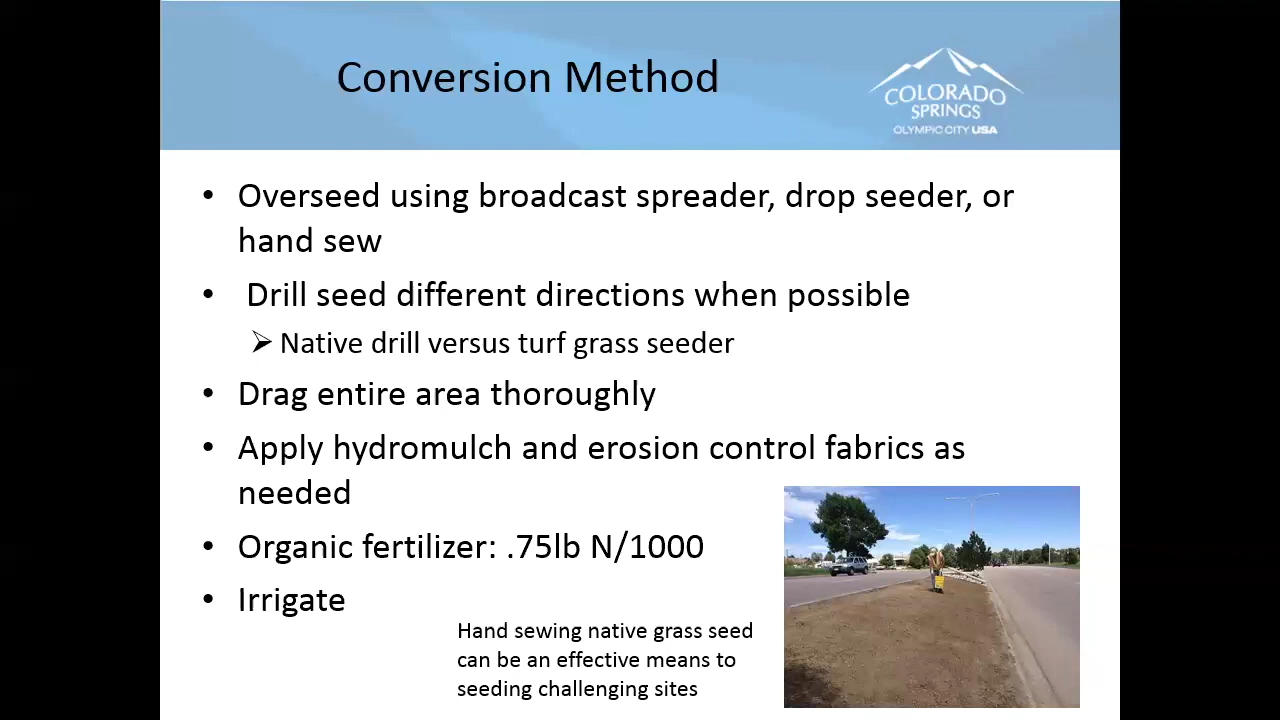 Conversion Method
COLORADO
SPRINGS
OLYMPIC CITY USA
• Overseed using broadcast spreader, drop seeder, or
hand sew
• Drill seed different directions when possible
➢ Native drill versus turf grass seeder
• Drag entire area thoroughly
• Apply hydromulch and erosion control fabrics as
needed
• Organic fertilizer: .75lb N/1000
• Irrigate
Hand sewing native grass seed
can be an effective means to
seeding challenging sites